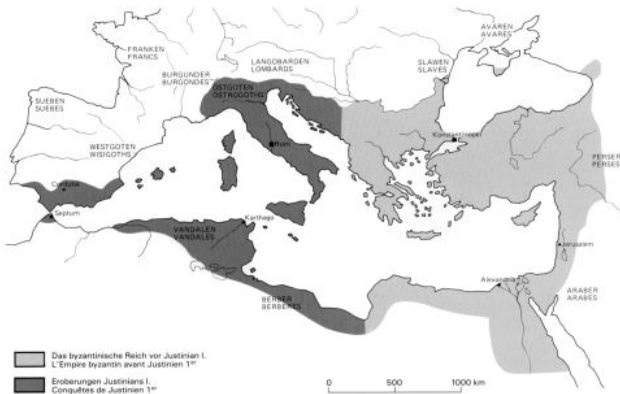 AVAREN
AVARES
FRANKEN
FRANCS
LANGOBARDEN
LOMBARDS
SLAWEN
SLAVES
BURGUNDER
BURGONDES
OSTGOTEN
OSTROGOTHS
SUEBEN
SUÈBES
WESTGOTEN
WISIGOTHS
Konstantinopel
Rom
PERSER
PERSES
Cordoba
Septum
Karthago
VANDALEN
VANDALES
Jerusalem
Alexandria
BERBER
BERBÈRES
ARABER
ARABES
Das byzantinische Reich vor Justinian I.
L'Empire byzantin avant Justinien 1er
Eroberungen Justinians I.
Conquêtes de Justinien 1er
0 500 1000 km